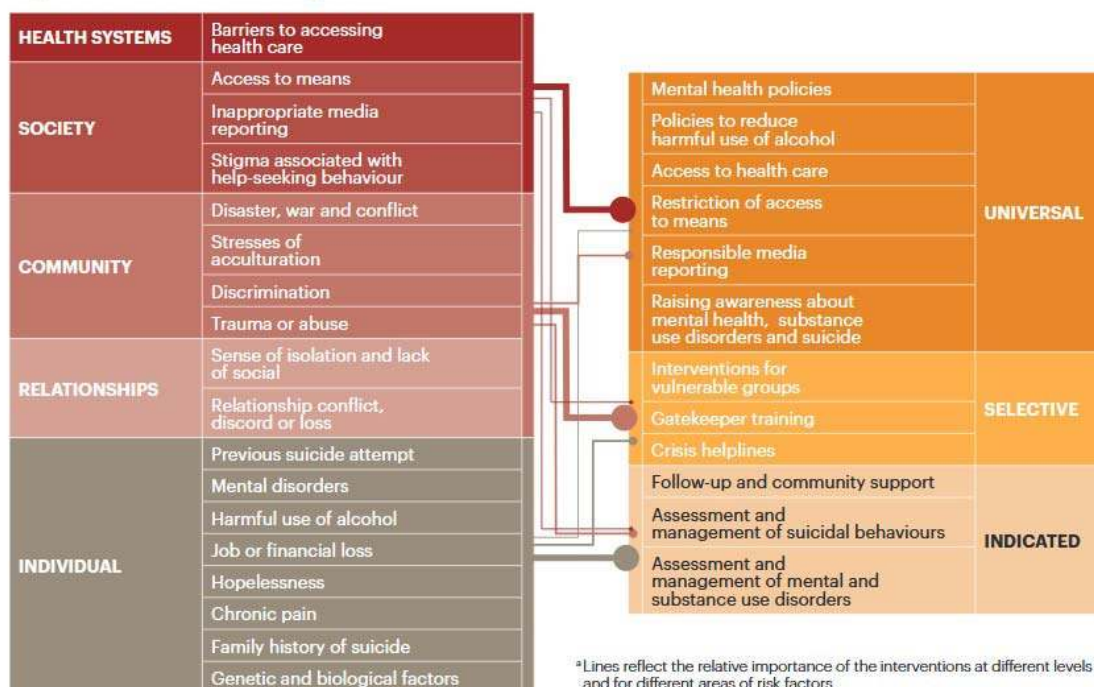 HEALTH SYSTEMS
Barriers to accessing
health care
SOCIETY
Access to means
Inappropriate media
reporting
Stigma associated with
help-seeking behaviour
COMMUNITY
Disaster, war and conflict
Stresses of
acculturation
Discrimination
Trauma or abuse
RELATIONSHIPS
Sense of isolation and lack
of social
Relationship conflict,
discord or loss
INDIVIDUAL
Previous suicide attempt
Mental disorders
Harmful use of alcohol
Job or financial loss
Hopelessness
Chronic pain
Family history of suicide
Genetic and biological factors
Mental health policies
Policies to reduce
harmful use of alcohol
Access to health care
Restriction of access
to means
Responsible media
reporting
Raising awareness about
mental health, substance
use disorders and suicide
UNIVERSAL
Interventions for
vulnerable groups
Gatekeeper training
Crisis helplines
SELECTIVE
Follow-up and community support
Assessment and
management of suicidal behaviours
Assessment and
management of mental and
substance use disorders
INDICATED
ª Lines reflect the relative importance of the interventions at different levels
and for different areas of risk factors